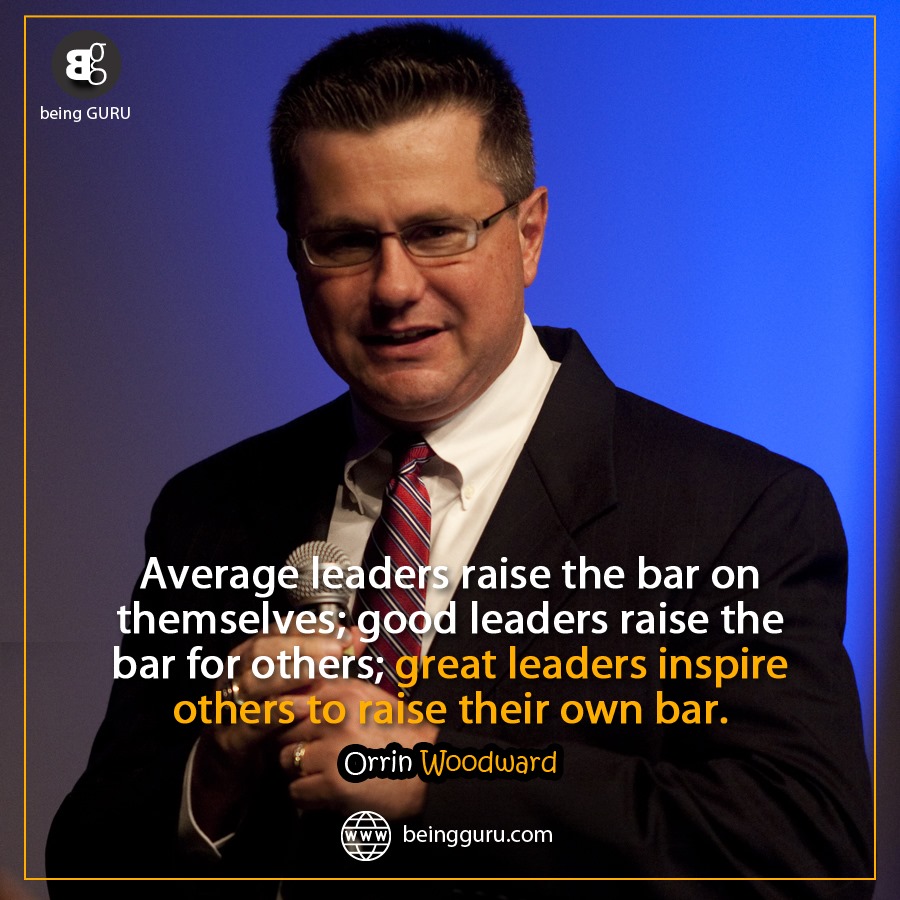 Bg
being GURU
Average leaders raise the bar on
themselves; good leaders raise the
bar for others; great leaders inspire
others to raise their own bar.
Orrin Woodward
www
beingguru.com